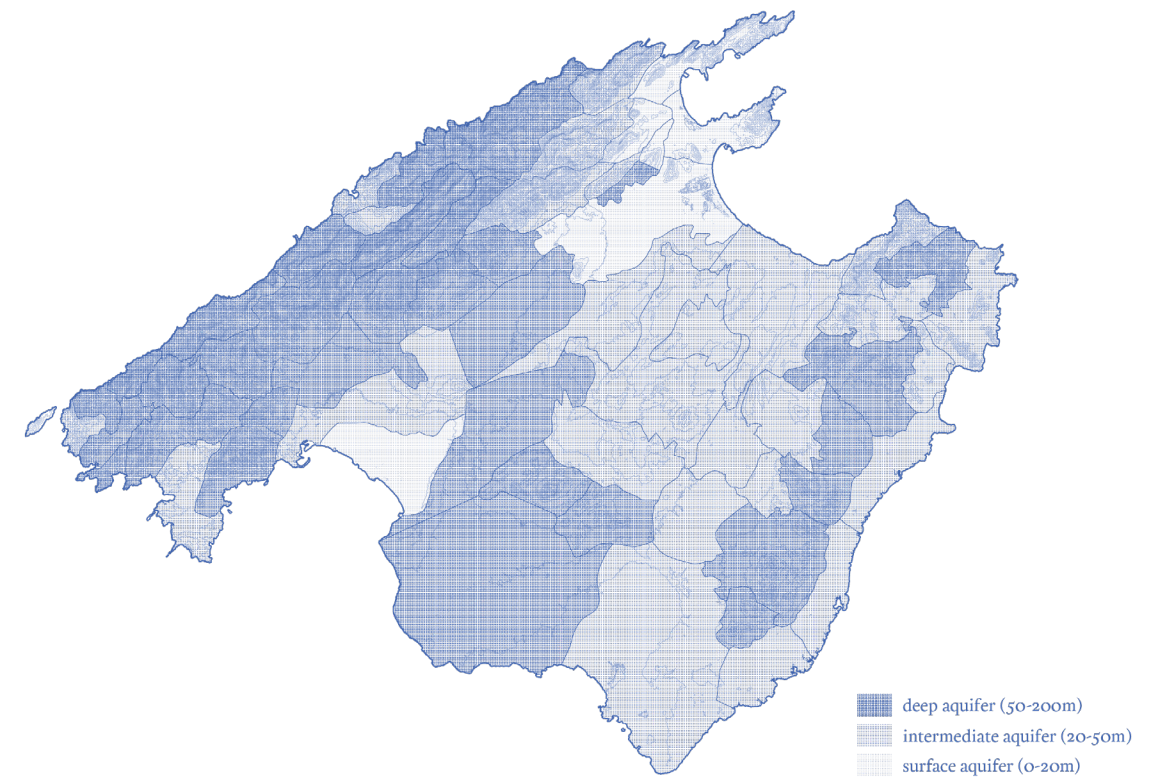 deep aquifer (50-200m)
intermediate aquifer (20-50m)
surface aquifer (0-20m)